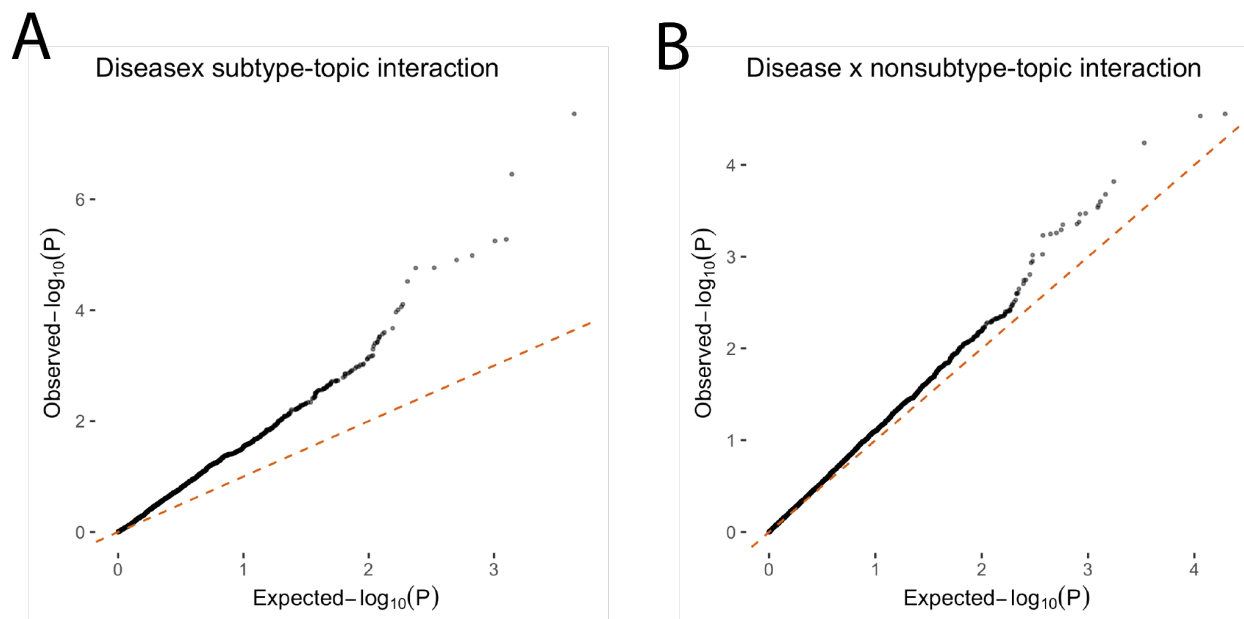 A
Diseasex subtype-topic interaction
6
4
2
0
Observed−log10(P)
0 1 2 3
Expected−log10(P)
B
Disease x nonsubtype-topic interaction
4
3
2
1
0
Observed−log10(P)
0 1 2 3 4
Expected−log10(P)